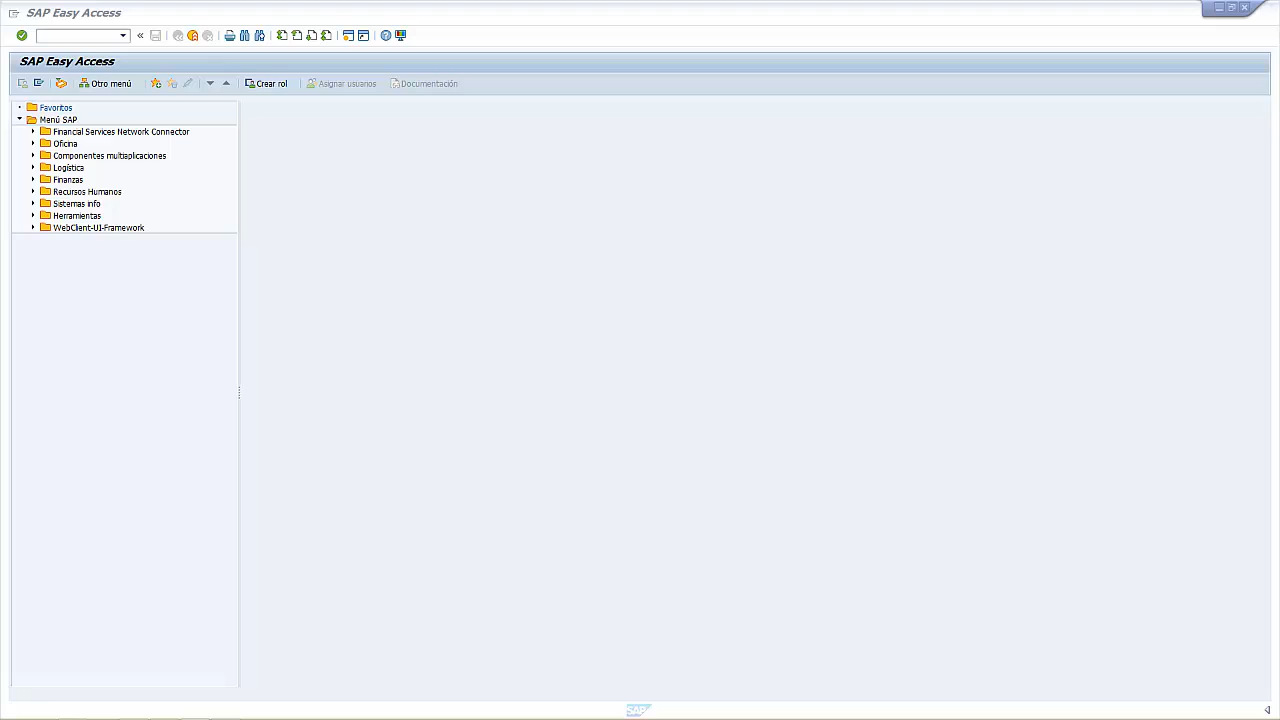 SAP Easy Access
SAP Easy Access
Otro menú
Crear rol
Asignar usuarios
Documentación
Favoritos
Menú SAP
Financial Services Network Connector
Oficina
Componentes multiaplicaciones
Logística
Finanzas
Recursos Humanos
Sistemas info
Herramientas
WebClient-UI-Framework
SAP